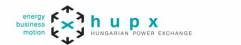 energy
business
motion
hupx
HUNGARIAN POWER EXCHANGE